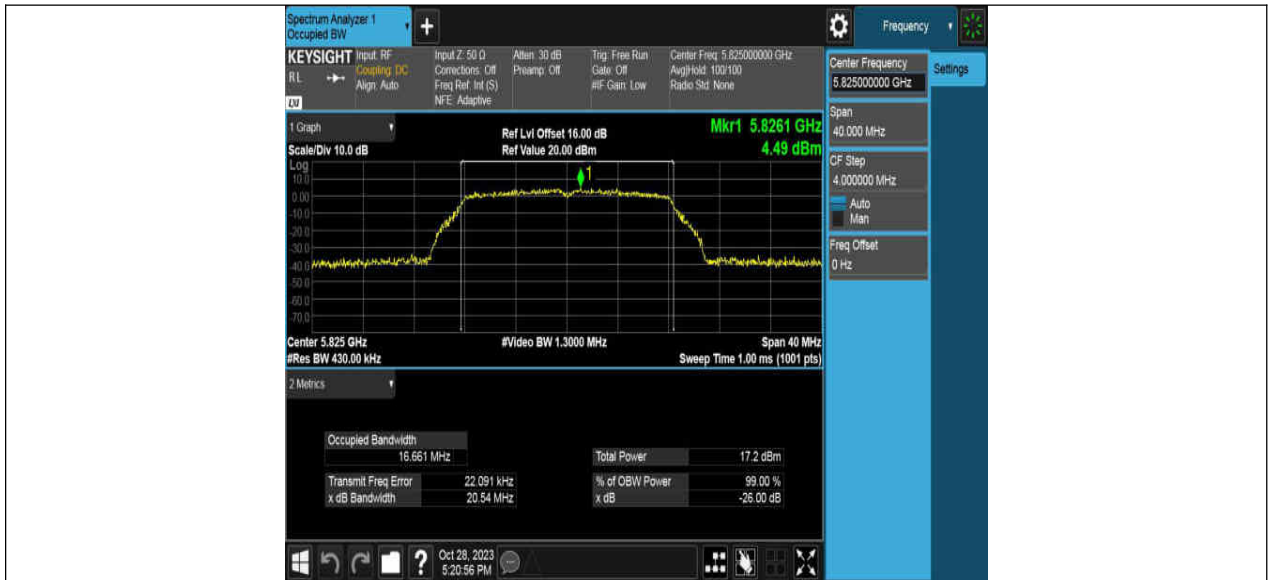 Spectrum Analyzer 1
Occupied BW
+
Frequency
KEYSIGHT
RL
LXI
Input: RF
Coupling: DC
Align: Auto
Input Z: 50 Ω
Corrections: Off
Freq Ref: Int (S)
NFE: Adaptive
Atten: 30 dB
Preamp: Off
Trig: Free Run
Gate: Off
#IF Gain: Low
Center Freq: 5.825000000 GHz
Avg|Hold: 100/100
Radio Std: None
1 Graph
Scale/Div 10.0 dB
Ref Lvl Offset 16.00 dB
Ref Value 20.00 dBm
Mkr1 5.8261 GHz
4.49 dBm
Log
10.0
0.00
-10.0
-20.0
-30.0
-40.0
-50.0
-60.0
-70.0
1
Center 5.825 GHz
#Video BW 1.3000 MHz
Span 40 MHz
#Res BW 430.00 kHz
Sweep Time 1.00 ms (1001 pts)
2 Metrics
Occupied Bandwidth
16.661 MHz
Total Power 17.2 dBm
Transmit Freq Error 22.091 kHz
% of OBW Power 99.00 %
x dB Bandwidth 20.54 MHz
x dB -26.00 dB
Center Frequency
5.825000000 GHz
Settings
Span
40.000 MHz
CF Step
4.000000 MHz
Auto
Man
Freq Offset
0 Hz
?
Oct 28, 2023
5:20:56 PM